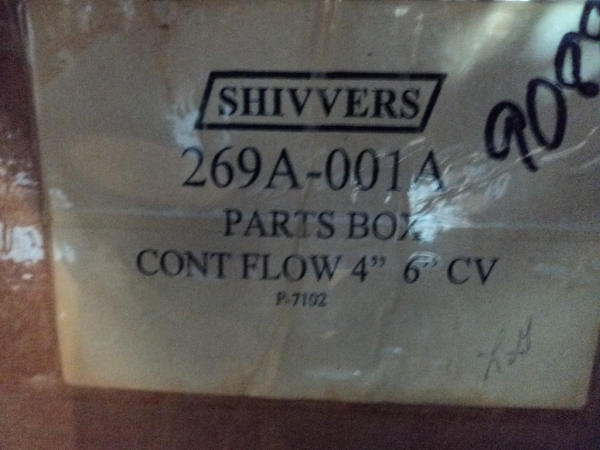 SHIVVERS
269A-001A
PARTS BOX
CONT FLOW 4” 6” CV
P-7102